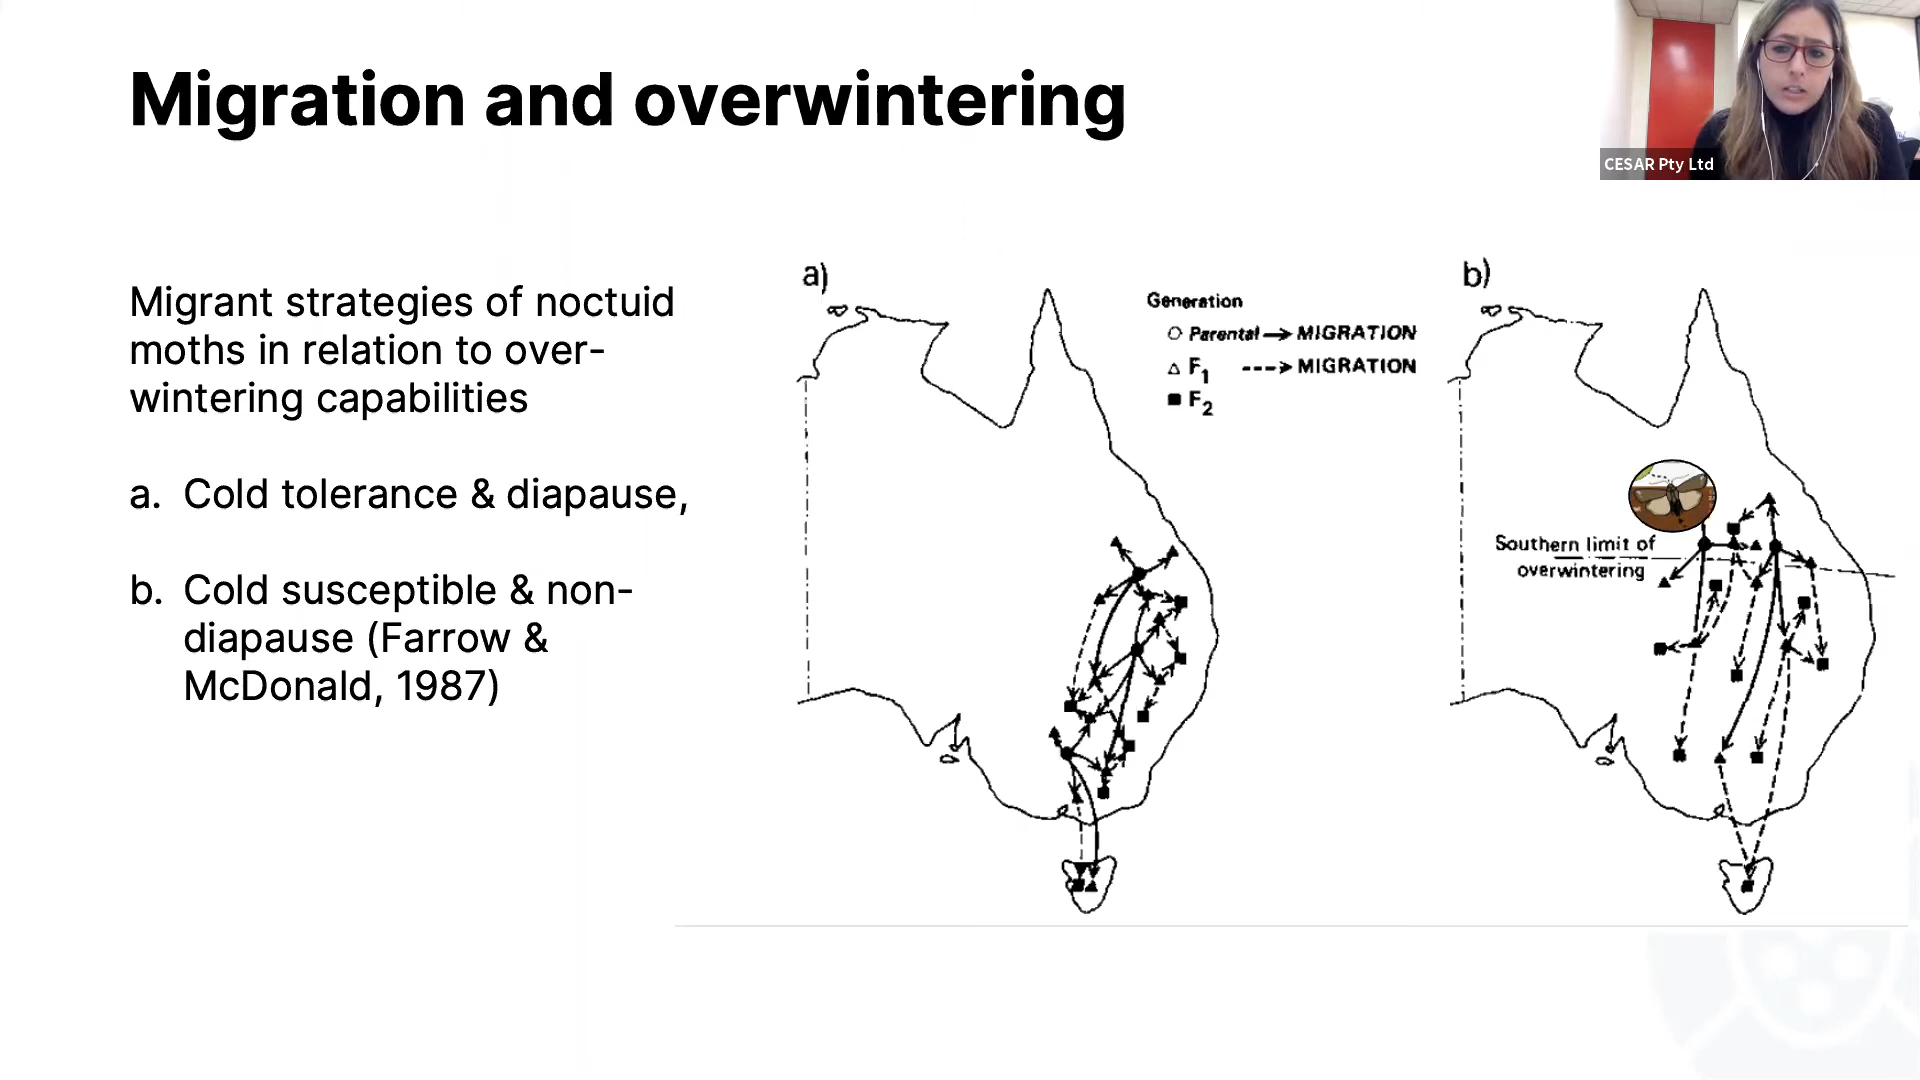 Migration and overwintering
CESAR Pty Ltd
Migrant strategies of noctuid
moths in relation to over-
wintering capabilities
a. Cold tolerance & diapause,
b. Cold susceptible & non-
diapause (Farrow &
McDonald, 1987)
a)
Generation
Parental → MIGRATION
F1 ---> MIGRATION
F2
b)
Southern limit of
overwintering